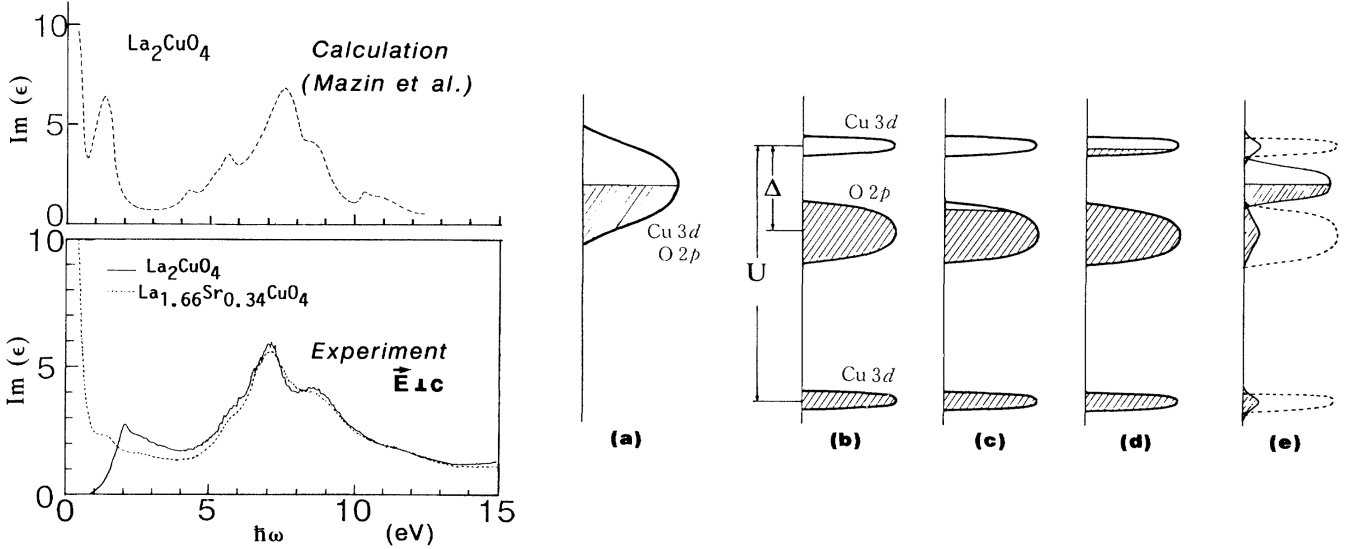 10
La2CuO4
Calculation
(Mazin et al.)
Im (ϵ)
5
0
10
La2CuO4
La1.66Sr0.34CuO4
Experiment
E⊥c
Im (ϵ)
5
0
0 5 10 15
ħω (eV)
Cu 3d
O 2p
(a)
Cu 3d
Δ
O 2p
U
Cu 3d
(b)
(c)
(d)
(e)